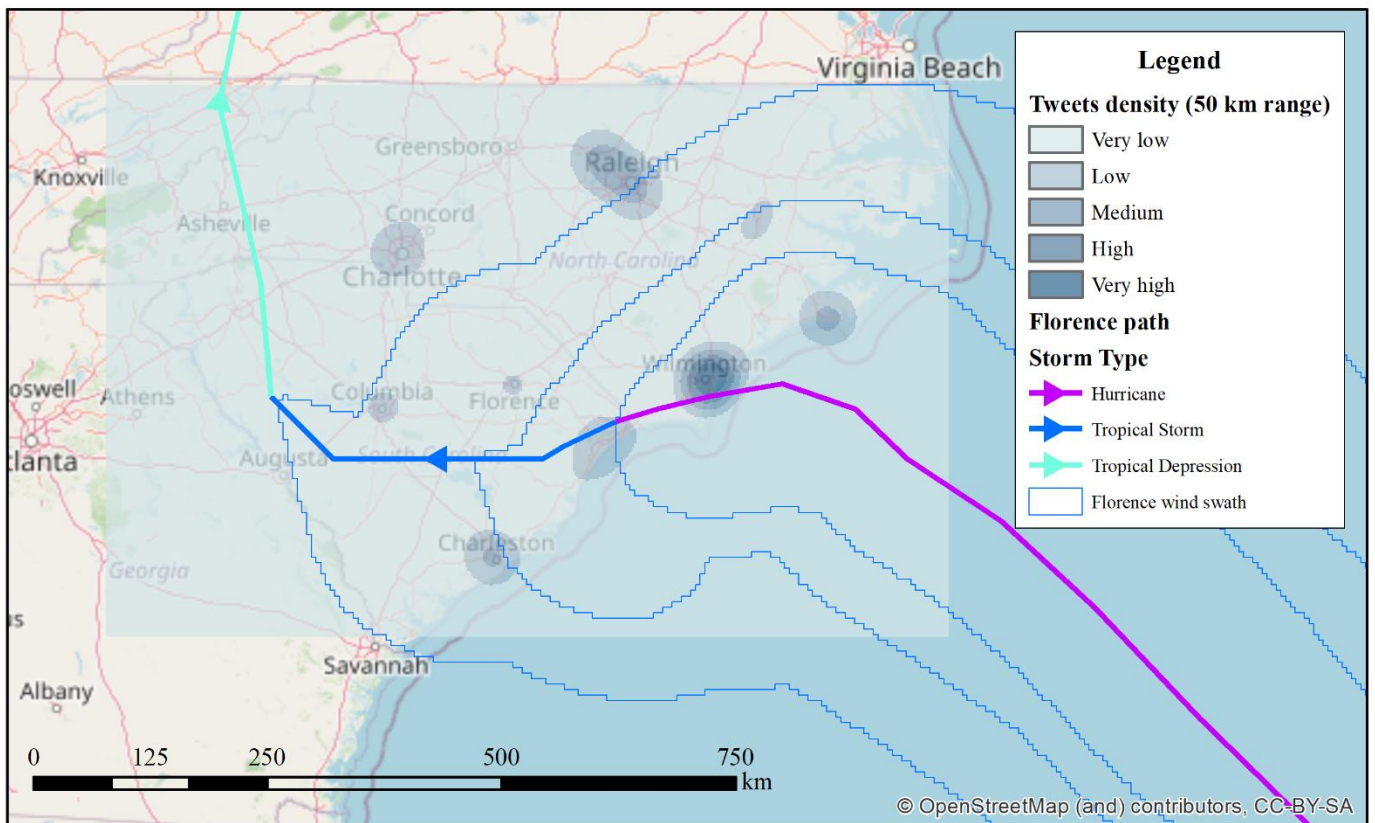 Virginia Beach
Greensboro
Raleigh
Knoxville
Asheville
Concord
Charlotte
North Carolina
Wilmington
oswell
Athens
Columbia
Florence
tlanta
Augusta
South Carolina
Charleston
Georgia
us
Savannah
Albany
Legend
Tweets density (50 km range)
Very low
Low
Medium
High
Very high
Florence path
Storm Type
Hurricane
Tropical Storm
Tropical Depression
Florence wind swath
0 125 250 500 750
km
© OpenStreetMap (and) contributors, CC-BY-SA